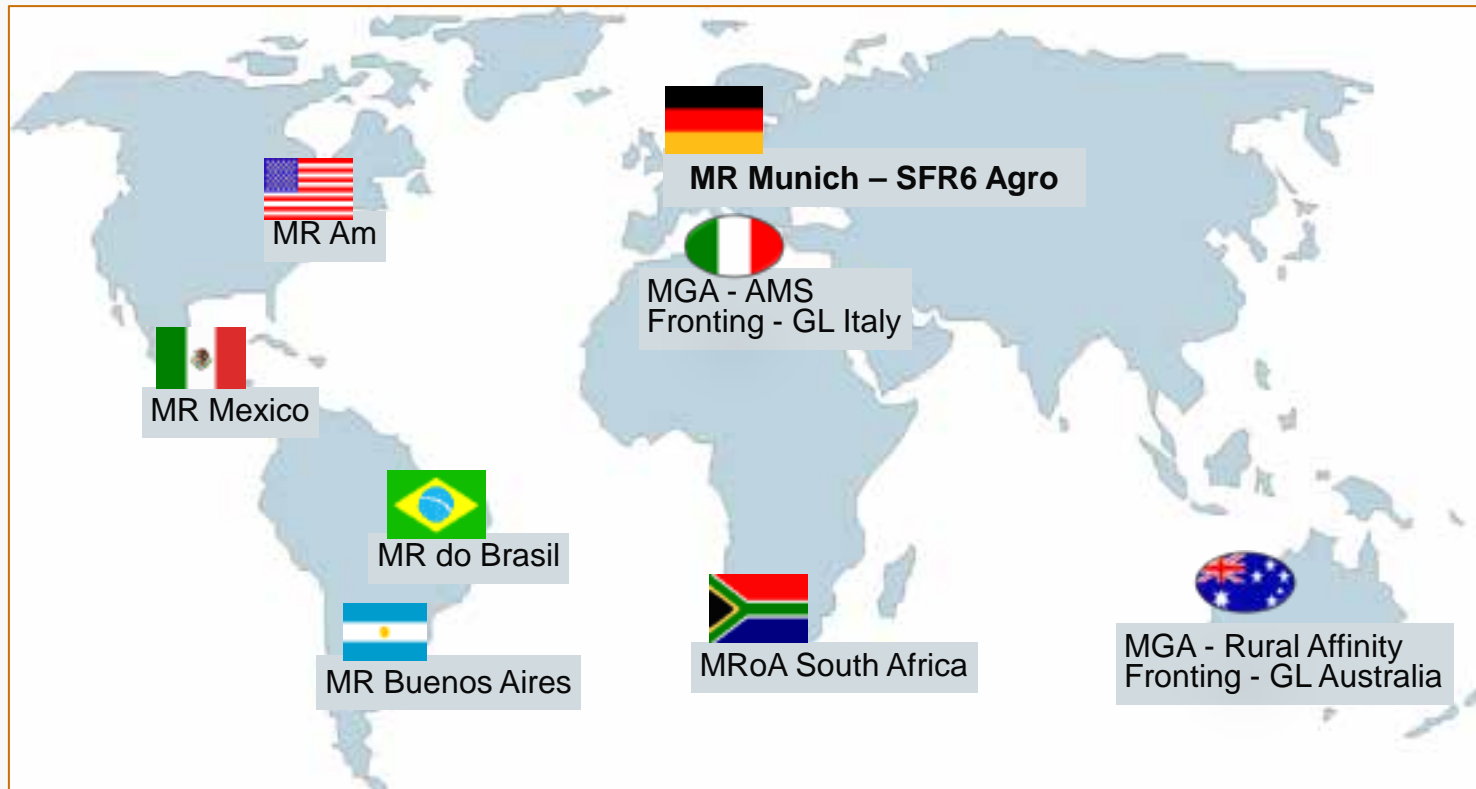 MR Munich – SFR6 Agro
MR Am
MGA - AMS
Fronting - GL Italy
MR Mexico
MR do Brasil
MRoA South Africa
MGA - Rural Affinity
Fronting - GL Australia
MR Buenos Aires